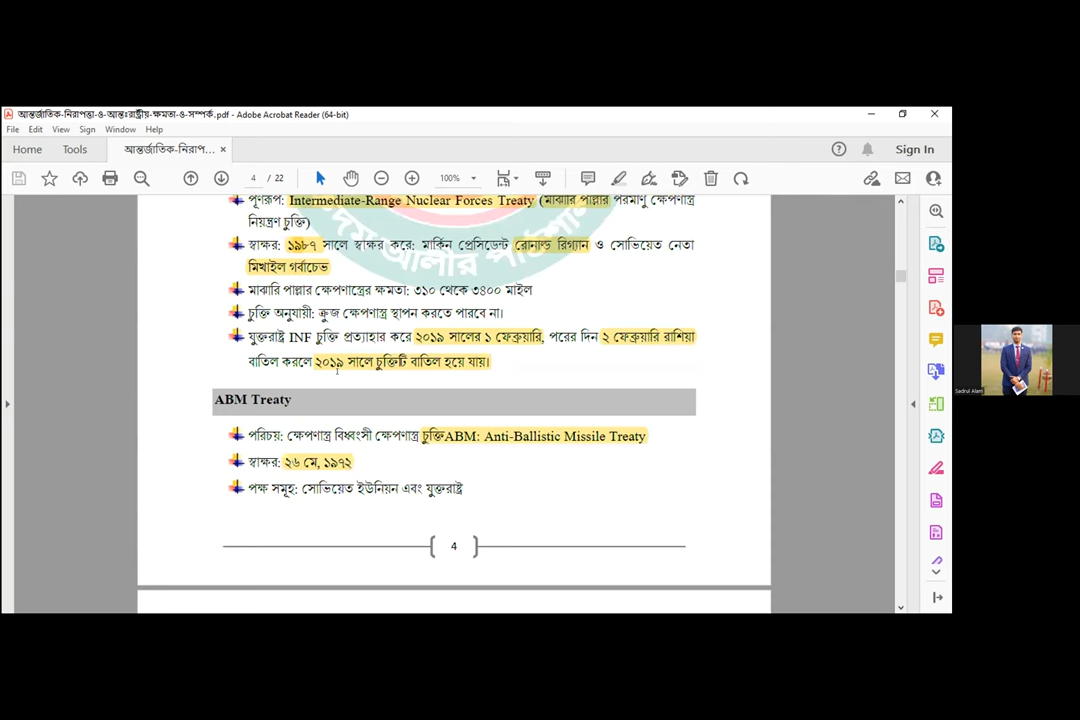 আন্তর্জাতিক-নিরাপত্তা-ও-আন্তঃরাষ্ট্রীয়-ক্ষমতা-ও-সম্পর্ক.pdf - Adobe Acrobat Reader (64-bit)
File Edit View Sign Window Help
Home Tools আন্তর্জাতিক-নিরাপ... × Sign In
4 / 22 100%
পূর্ণরূপ: Intermediate-Range Nuclear Forces Treaty (মাঝারি পাল্লার পরমাণু ক্ষেপণাস্ত্র
নিয়ন্ত্রণ চুক্তি)
স্বাক্ষর: ১৯৮৭ সালে স্বাক্ষর করে: মার্কিন প্রেসিডেন্ট রোনাল্ড রিগ্যান ও সোভিয়েত নেতা
মিখাইল গর্বাচেভ
মাঝারি পাল্লার ক্ষেপণাস্ত্রের ক্ষমতা: ৩১০ থেকে ৩৪০০ মাইল
চুক্তি অনুযায়ী: ক্রুজ ক্ষেপণাস্ত্র স্থাপন করতে পারবে না।
যুক্তরাষ্ট্র INF চুক্তি প্রত্যাহার করে ২০১৯ সালের ১ ফেব্রুয়ারি, পরের দিন ২ ফেব্রুয়ারি রাশিয়া
বাতিল করলে ২০১৯ সালে চুক্তিটি বাতিল হয়ে যায়।
ABM Treaty
পরিচয়: ক্ষেপণাস্ত্র বিধ্বংসী ক্ষেপণাস্ত্র চুক্তিABM: Anti-Ballistic Missile Treaty
স্বাক্ষর: ২৬ মে, ১৯৭২
পক্ষ সমূহ: সোভিয়েত ইউনিয়ন এবং যুক্তরাষ্ট্র
4
Sadrul Alam